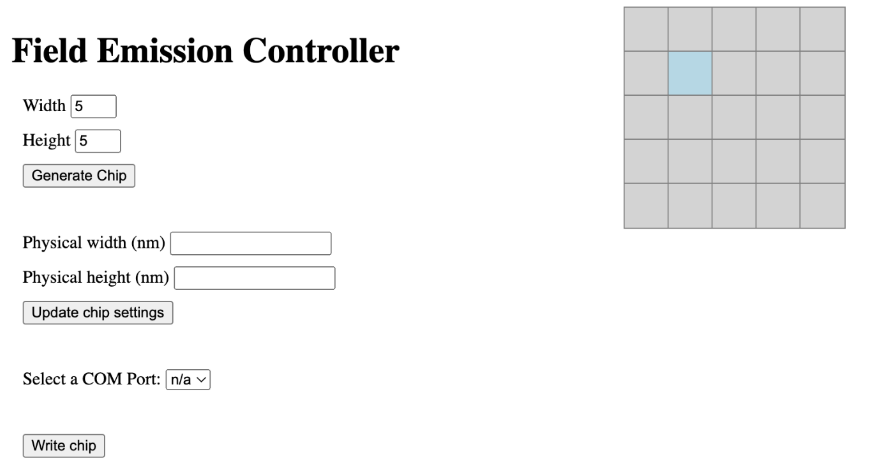 Field Emission Controller
Width 5
Height 5
Generate Chip
Physical width (nm)
Physical height (nm)
Update chip settings
Select a COM Port: n/a
Write chip